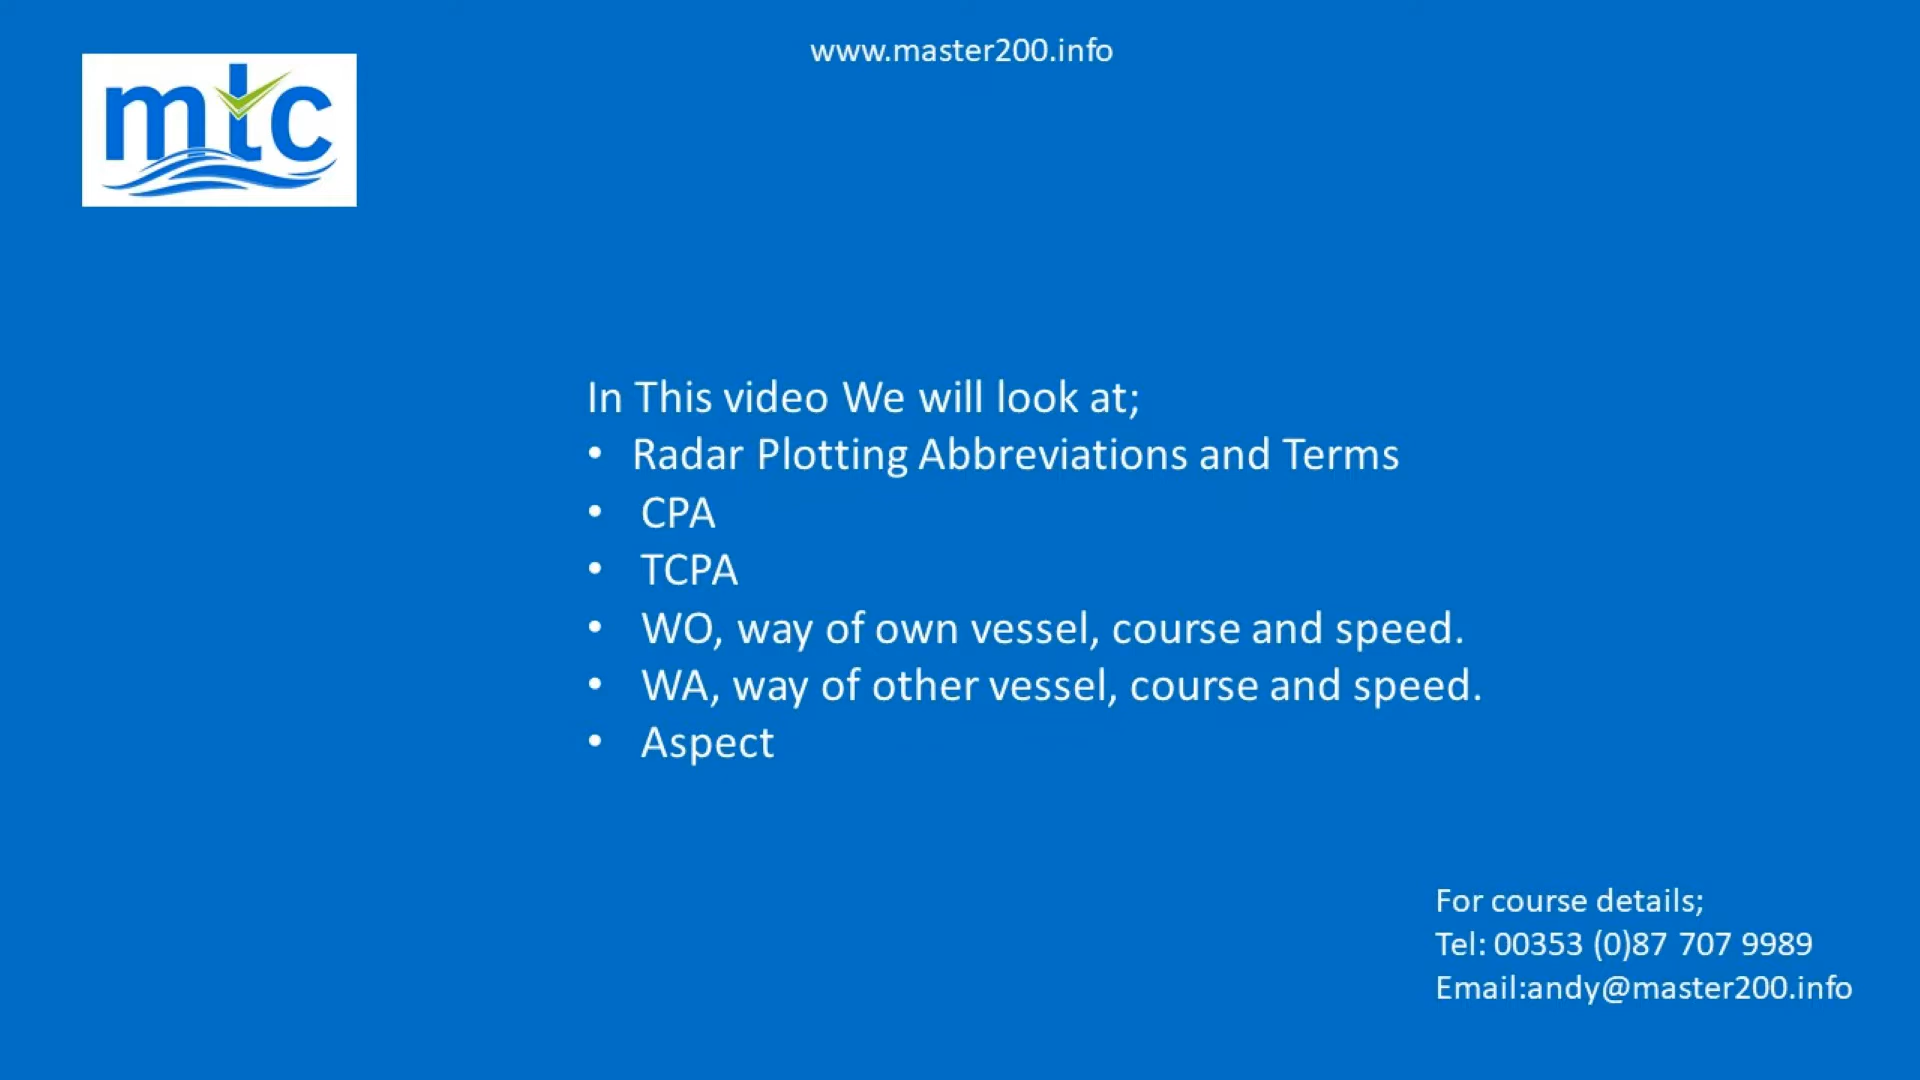 www.master200.info
mtc
In This video We will look at;
• Radar Plotting Abbreviations and Terms
• CPA
• TCPA
• WO, way of own vessel, course and speed.
• WA, way of other vessel, course and speed.
• Aspect
For course details;
Tel: 00353 (0)87 707 9989
Email:andy@master200.info